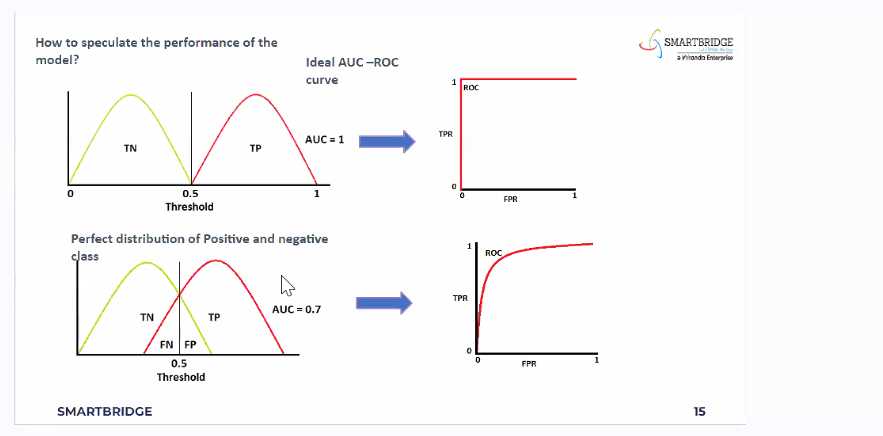 How to speculate the performance of the
model?
SMARTBRIDGE
Ideal AUC –ROC
curve
1
ROC
TN
TP
AUC = 1
TPR
0
0
0.5
1
Threshold
0
FPR
1
Perfect distribution of Positive and negative
class
1
ROC
TN
TP
AUC = 0.7
TPR
FN
FP
0
0.5
0
FPR
1
Threshold
SMARTBRIDGE
15